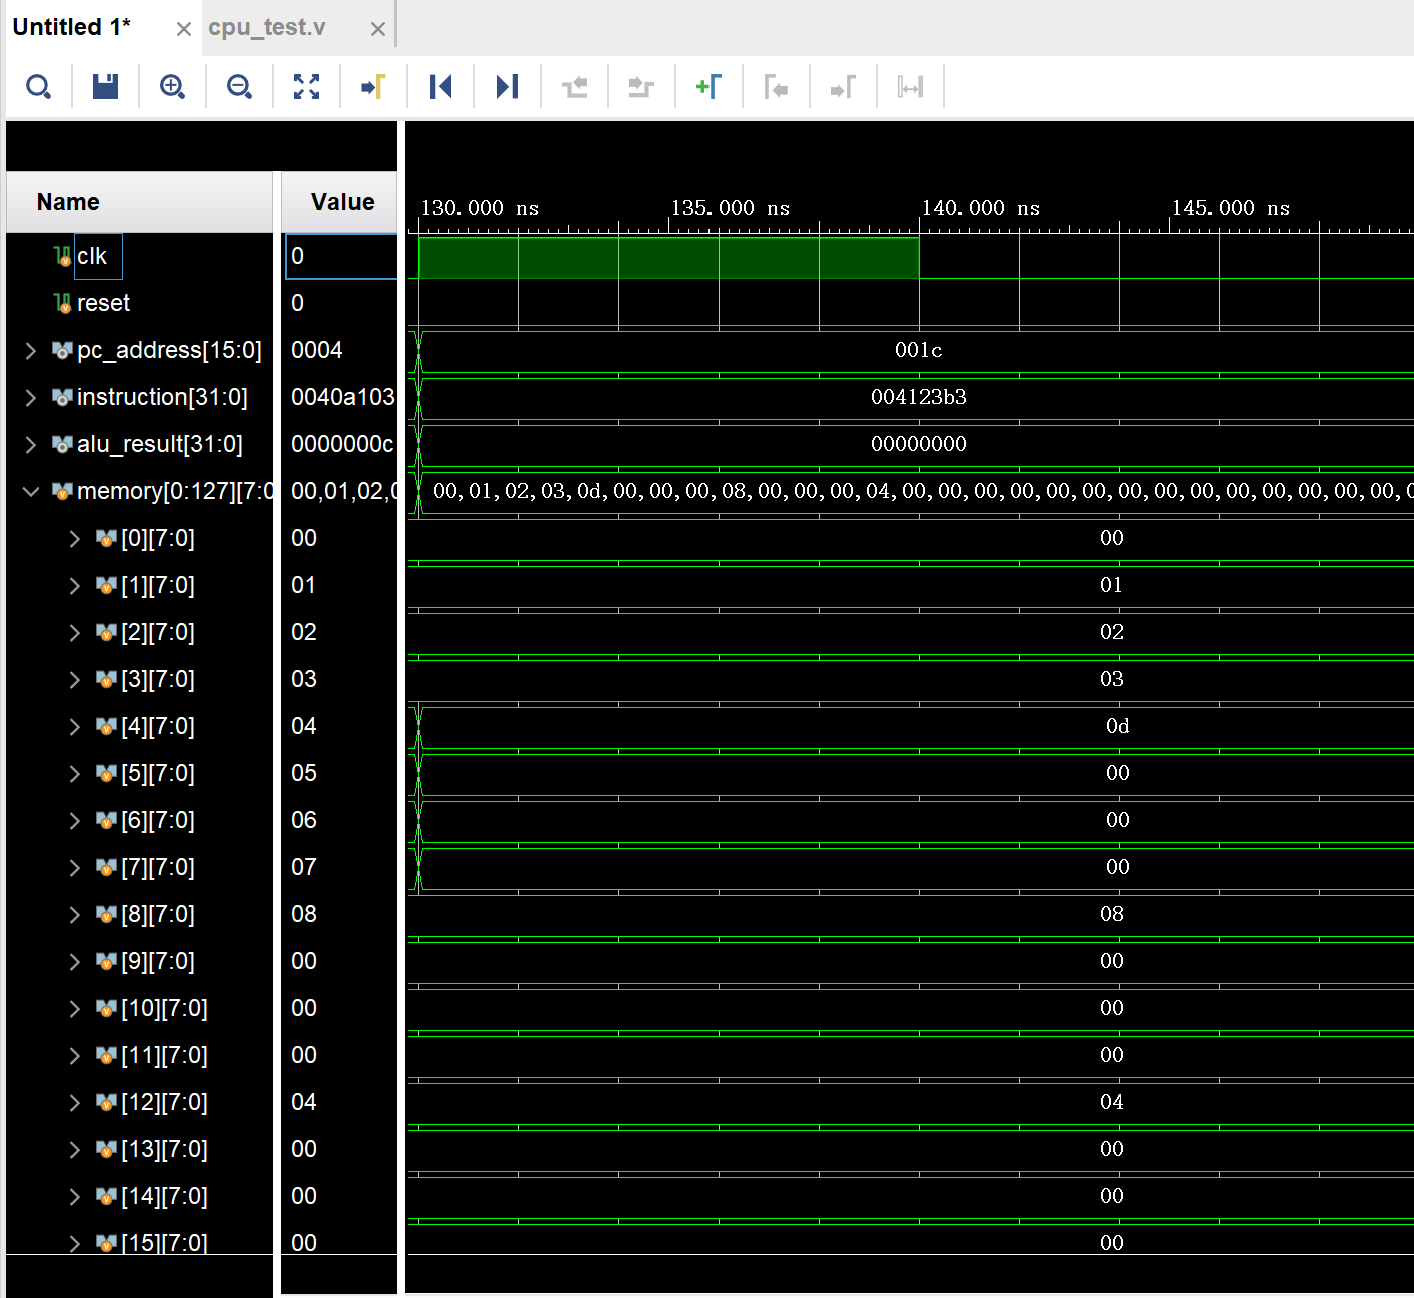 Untitled 1*
cpu_test.v
Name Value
130.000 ns 135.000 ns 140.000 ns 145.000 ns
clk 0
reset 0
pc_address[15:0] 0004 001c
instruction[31:0] 0040a103 004123b3
alu_result[31:0] 0000000c 00000000
memory[0:127][7:0 00,01,02,0 00,01,02,03,0d,00,00,00,08,00,00,00,04,00,00,00,00,00,00,00,00,00,00,00,00,00,00,0
[0][7:0] 00 00
[1][7:0] 01 01
[2][7:0] 02 02
[3][7:0] 03 03
[4][7:0] 04 0d
[5][7:0] 05 00
[6][7:0] 06 00
[7][7:0] 07 00
[8][7:0] 08 08
[9][7:0] 00 00
[10][7:0] 00 00
[11][7:0] 00 00
[12][7:0] 04 04
[13][7:0] 00 00
[14][7:0] 00 00
[15][7:0] 00 00